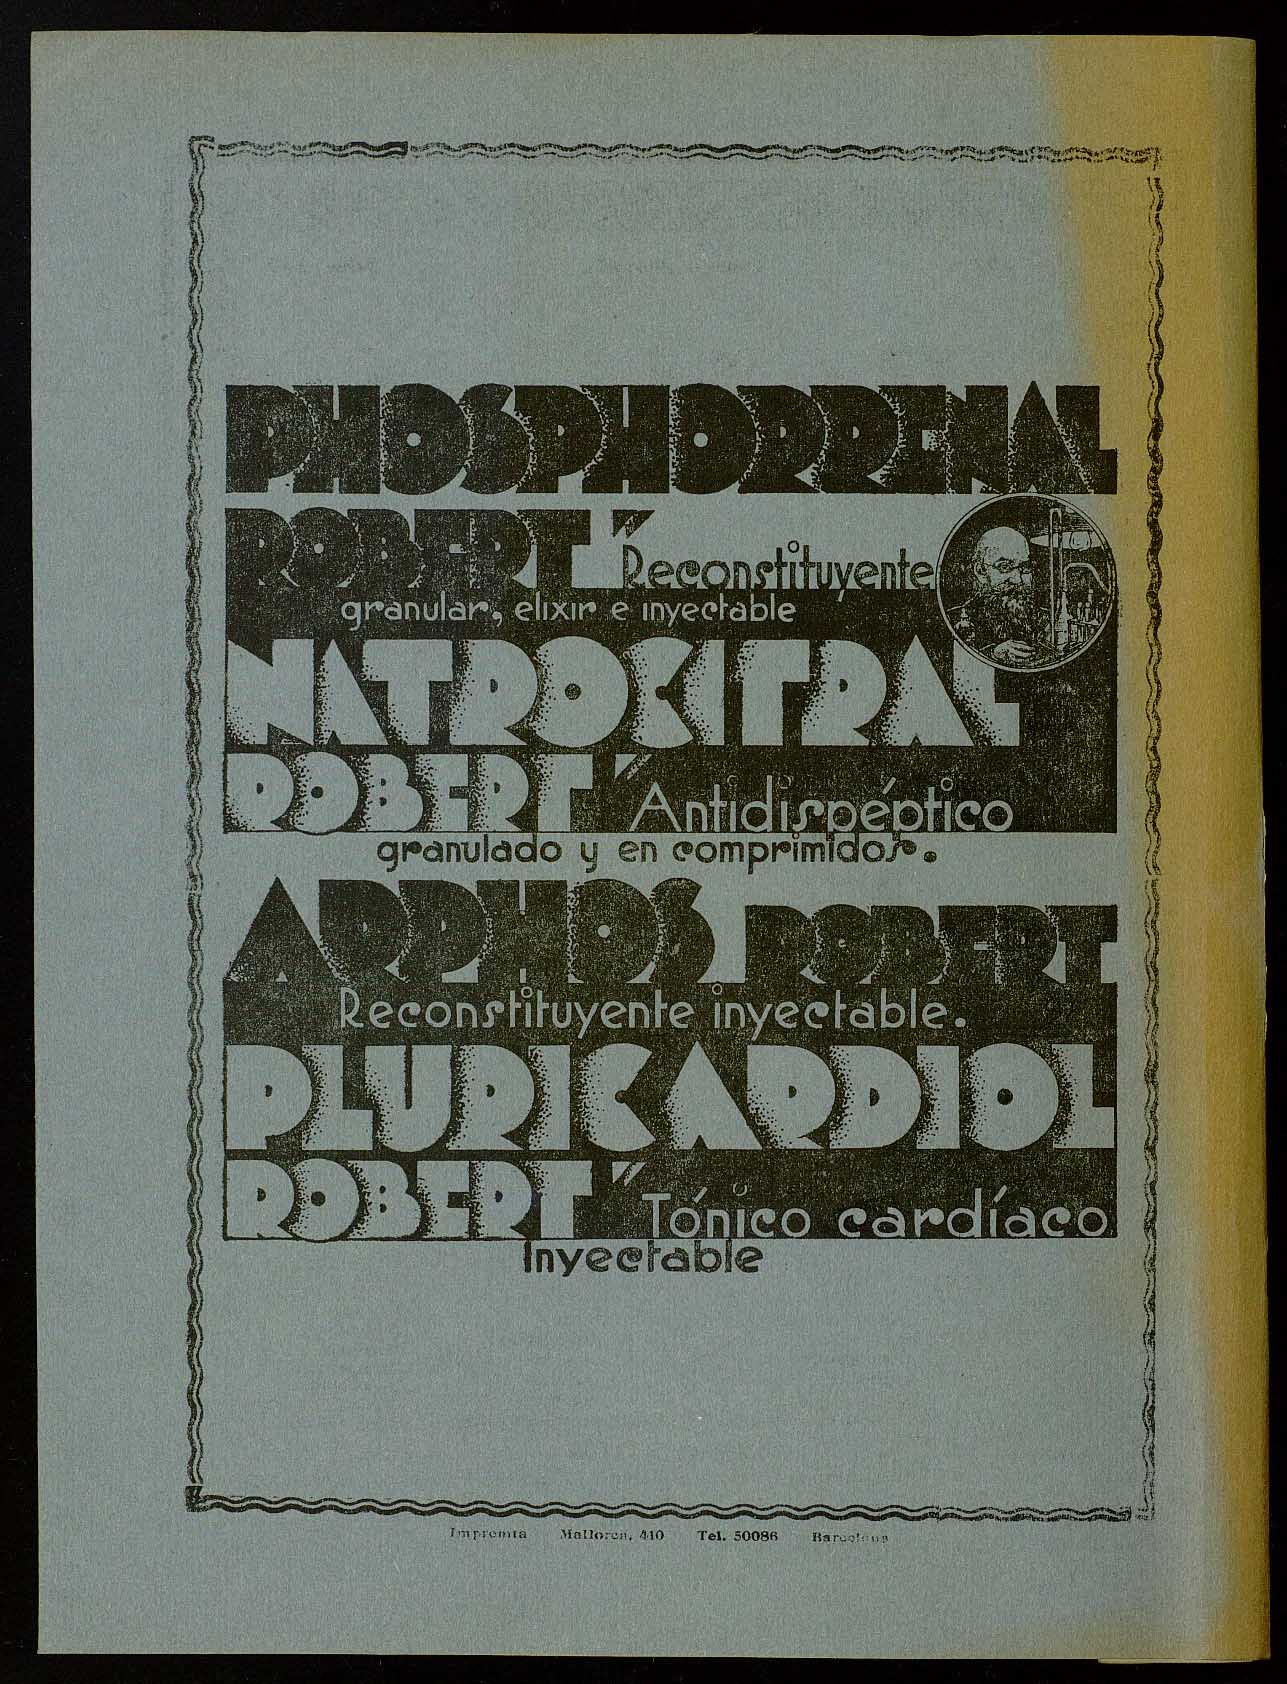 PHOSPHORRENAL
ROBERT" Reconstituyente
granular, elixir e inyectable
NATROCITRAL
ROBERT" Antidispéptico
granulado y en comprimidos.
ARPHOS ROBERT
Reconstituyente inyectable.
PLURICARDIOL
ROBERT" Tónico cardíaco
Inyectable
Imprenta Mallorca, 410 Tel. 50086 Barcelona